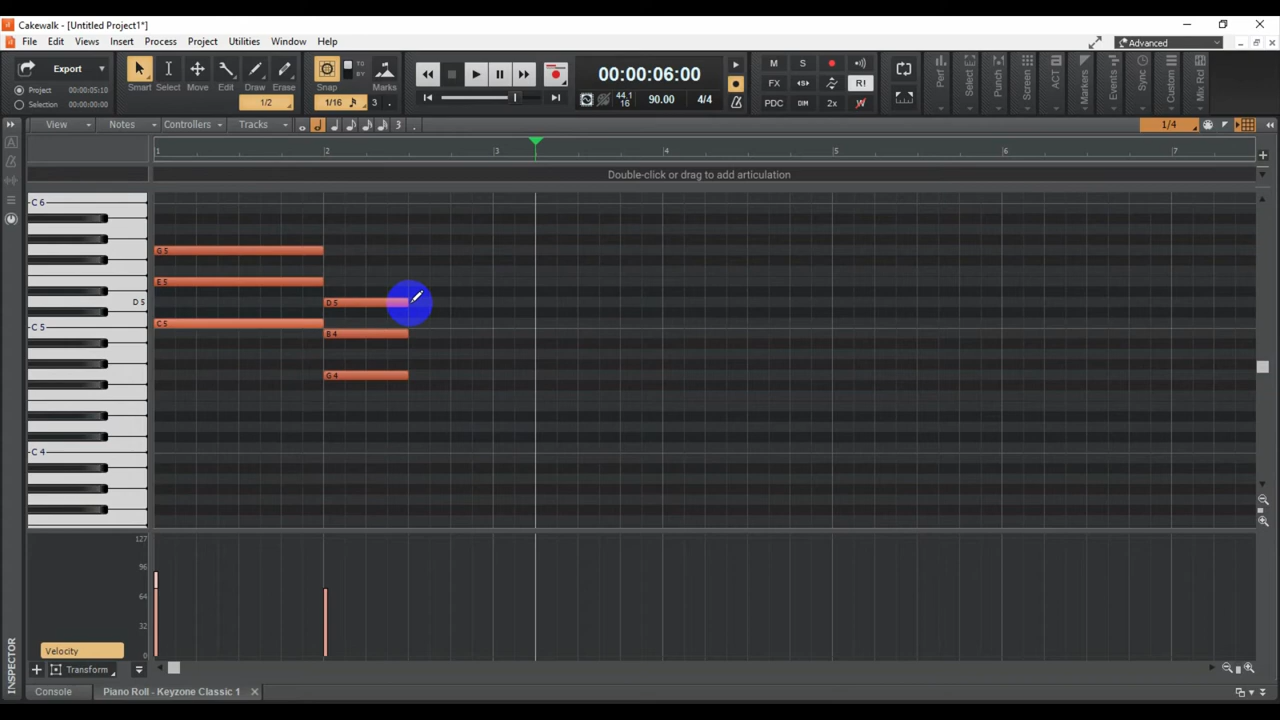 Cakewalk - [Untitled Project1*]
File Edit Views Insert Process Project Utilities Window Help
Advanced
Export
Project 00:00:05:10
Selection 00:00:00:00
Smart Select Move Edit Draw Erase
1/2
Snap
TO
BY
Marks
1/16
3
00:00:06:00
44.1
16
90.00
4/4
M S R!
PDC DIM 2x W
FX
Perf Select Screen Punch ACT Markers Events Sync Custom Mix Rcl
View Notes Controllers Tracks
3 .
1/4
1 2 3 4 5 6 7
Double-click or drag to add articulation
C 6
G 5
E 5
D 5 D 5
C 5 C 5
B 4
G 4
C 4
127
96
64
32
0
Velocity
Transform
INSPECTOR
Console Piano Roll - Keyzone Classic 1